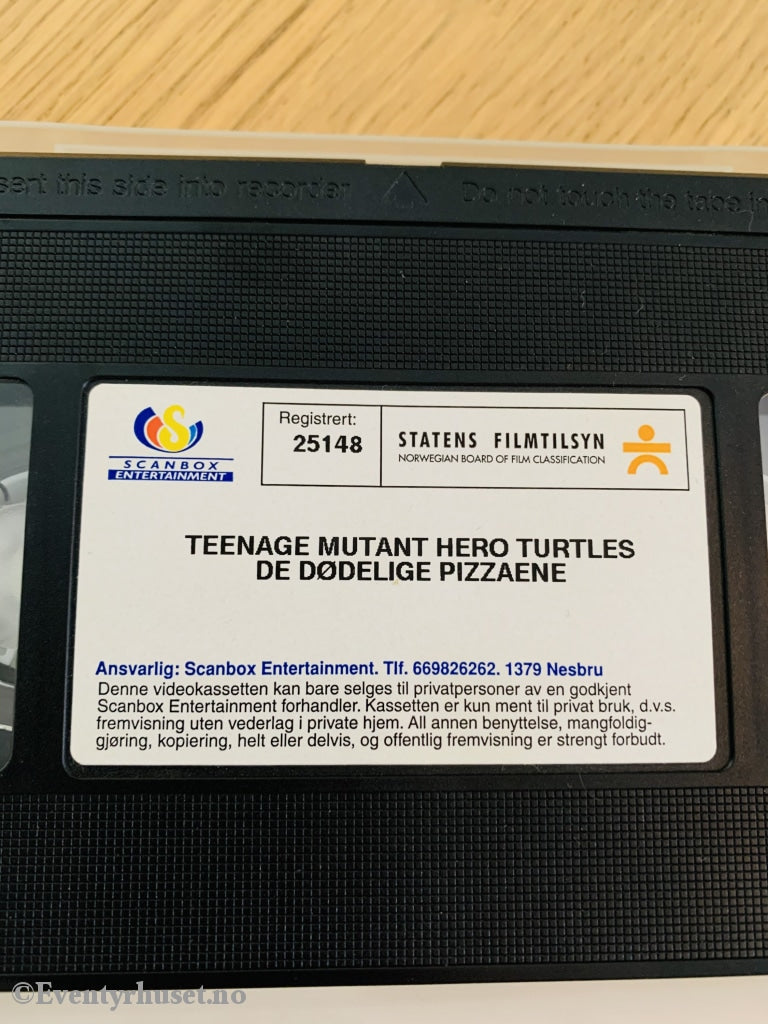 sert this side into recorder
Do not touch the tape in
S
SCANBOX
ENTERTAINMENT
Registrert:
25148
STATENS FILMTILSYN
NORWEGIAN BOARD OF FILM CLASSIFICATION
TEENAGE MUTANT HERO TURTLES
DE DØDELIGE PIZZAENE
Ansvarlig: Scanbox Entertainment. Tlf. 669826262. 1379 Nesbru
Denne videokassetten kan bare selges til privatpersoner av en godkjent
Scanbox Entertainment forhandler. Kassetten er kun ment til privat bruk, d.v.s.
fremvisning uten vederlag i private hjem. All annen benyttelse, mangfoldig-
gjøring, kopiering, helt eller delvis, og offentlig fremvisning er strengt forbudt.
©Eventyrhuset.no